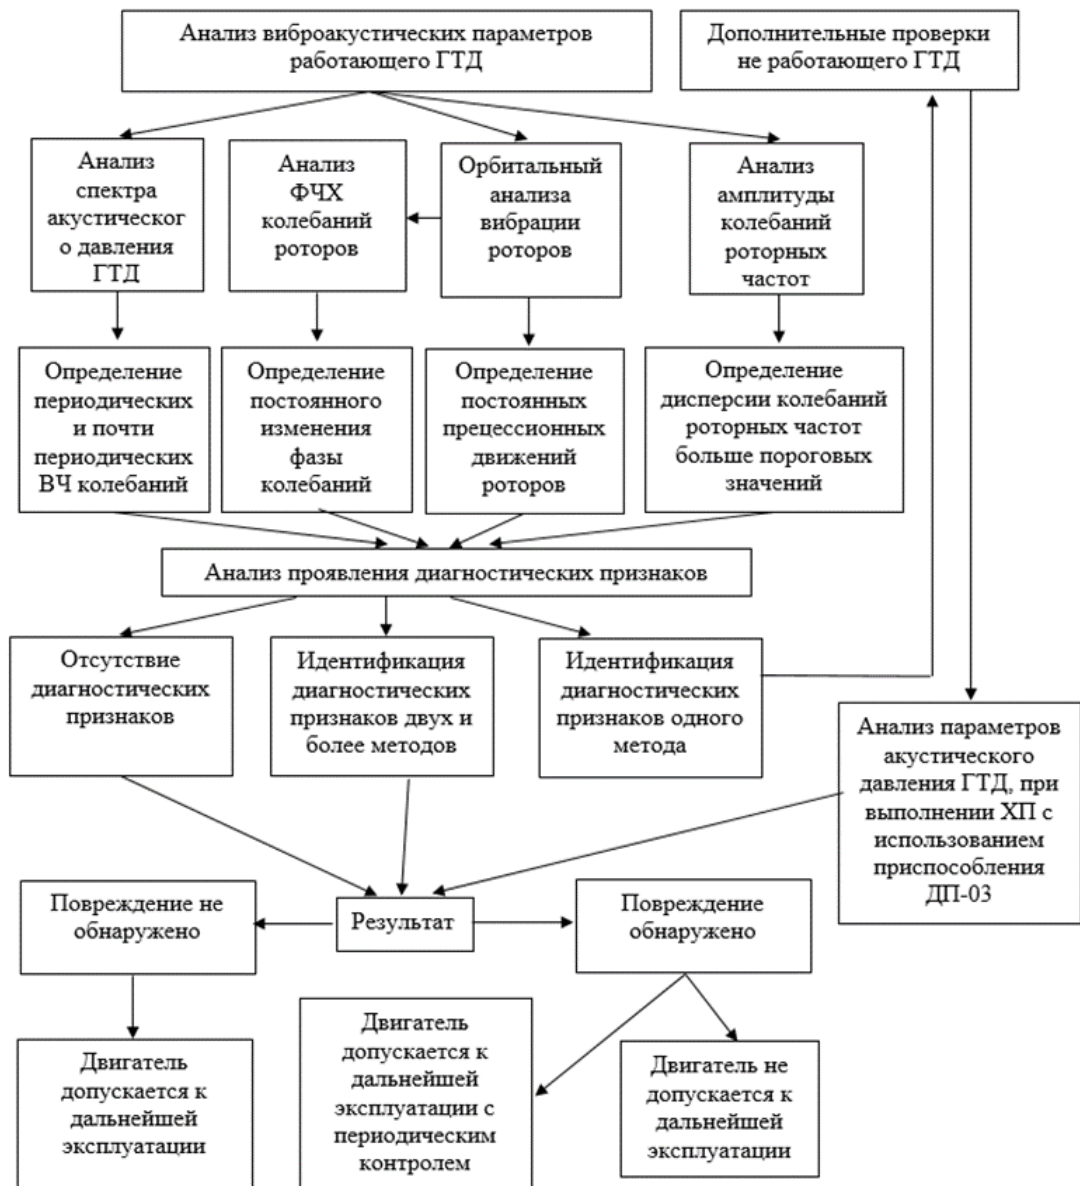 Анализ виброакустических параметров
работающего ГТД
Дополнительные проверки
не работающего ГТД
Анализ
спектра
акустическог
о давления
ГТД
Анализ
ФЧХ
колебаний
роторов
Орбитальный
анализа
вибрации
роторов
Анализ
амплитуды
колебаний
роторных
частот
Определение
периодических
и почти
периодических
ВЧ колебаний
Определение
постоянного
изменения
фазы
колебаний
Определение
постоянных
прецессионных
движений
роторов
Определение
дисперсии колебаний
роторных частот
больше пороговых
значений
Анализ проявления диагностических признаков
Отсутствие
диагностических
признаков
Идентификация
диагностических
признаков двух и
более методов
Идентификация
диагностических
признаков одного
метода
Анализ параметров
акустического
давления ГТД, при
выполнении ХП с
использованием
приспособления
ДП-03
Повреждение не
обнаружено
Результат
Повреждение
обнаружено
Двигатель
допускается к
дальнейшей
эксплуатации
Двигатель
допускается к
дальнейшей
эксплуатации с
периодическим
контролем
Двигатель не
допускается к
дальнейшей
эксплуатации